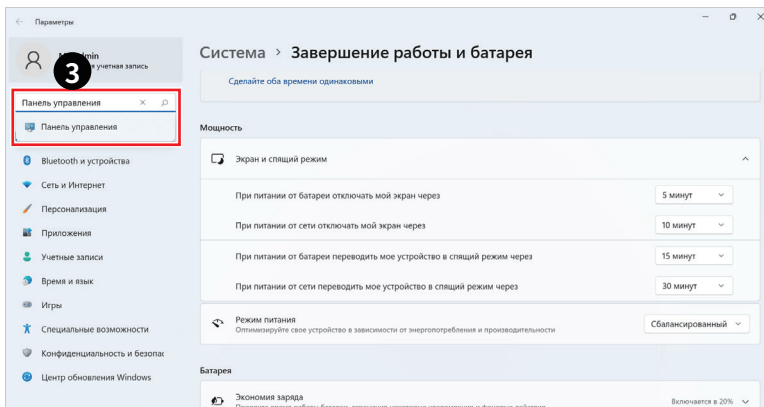 Параметры
Система > Завершение работы и батарея
учетная запись
3
Сделайте оба времени одинаковыми
Панель управления
Панель управления
Мощность
Экран и спящий режим
Bluetooth и устройства
Сеть и Интернет
При питании от батареи отключать мой экран через 5 минут
Персонализация
При питании от сети отключать мой экран через 10 минут
Приложения
Учетные записи
При питании от батареи переводить мое устройство в спящий режим через 15 минут
Время и язык
При питании от сети переводить мое устройство в спящий режим через 30 минут
Игры
Режим питания
Оптимизируйте свое устройство в зависимости от энергопотребления и производительности
Сбалансированный
Специальные возможности
Конфиденциальность и безопас
Батарея
Центр обновления Windows
Экономия заряда
Включается в 20%